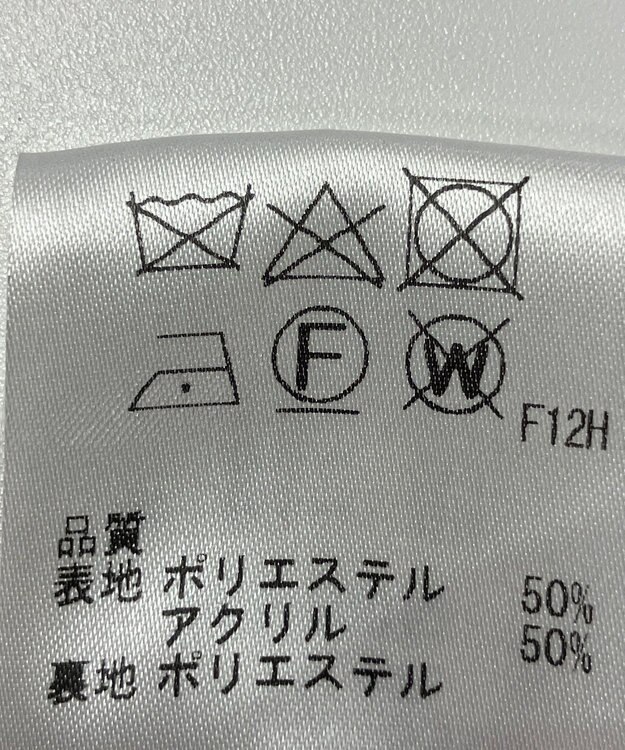 F
W
F12H
品質
表地 ポリエステル 50%
アクリル 50%
裏地 ポリエステル